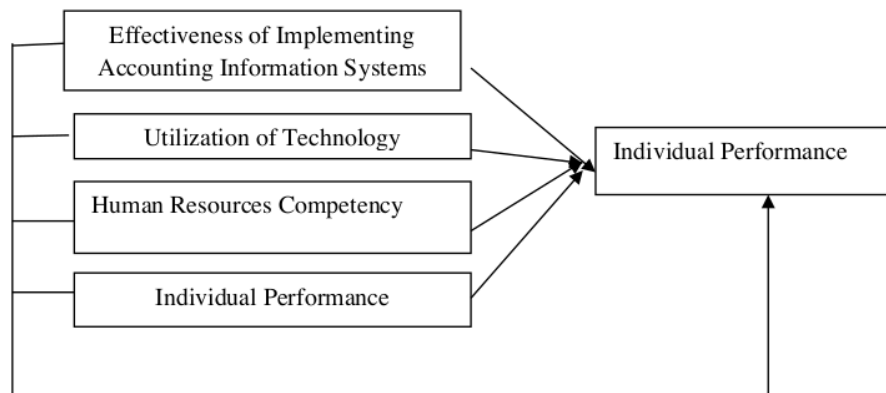 Effectiveness of Implementing
Accounting Information Systems
Utilization of Technology
Human Resources Competency
Individual Performance
Individual Performance